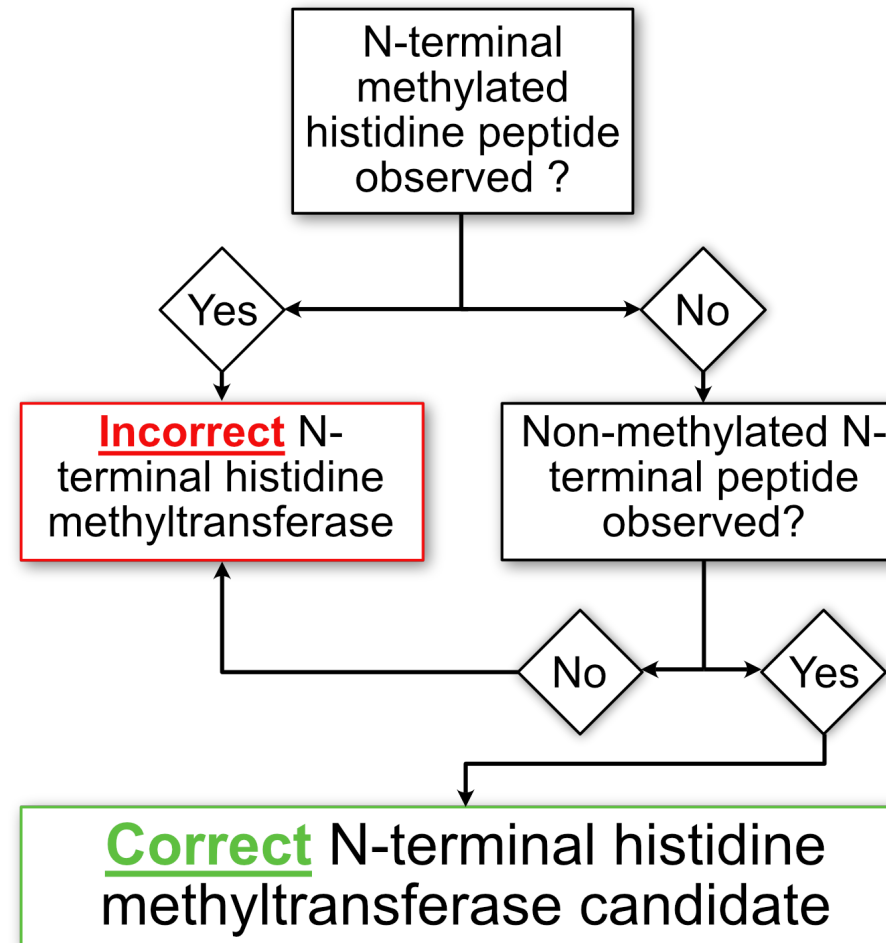 N-terminal
methylated
histidine peptide
observed ?
Yes
No
Incorrect N-
terminal histidine
methyltransferase
Non-methylated N-
terminal peptide
observed?
No
Yes
Correct N-terminal histidine
methyltransferase candidate